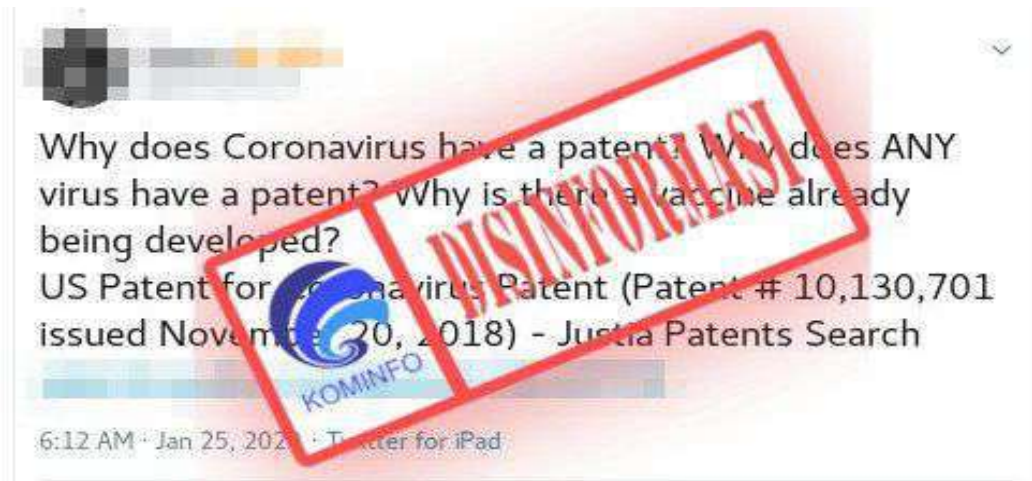 Why does Coronavirus have a patent? Why does ANY
virus have a patent? Why is there a vaccine already
being developed?
US Patent for Coronavirus Patent (Patent # 10,130,701
issued November 20, 2018) - Justia Patents Search
6:12 AM · Jan 25, 2020 · Twitter for iPad
DISINFORMASI
KOMINFO